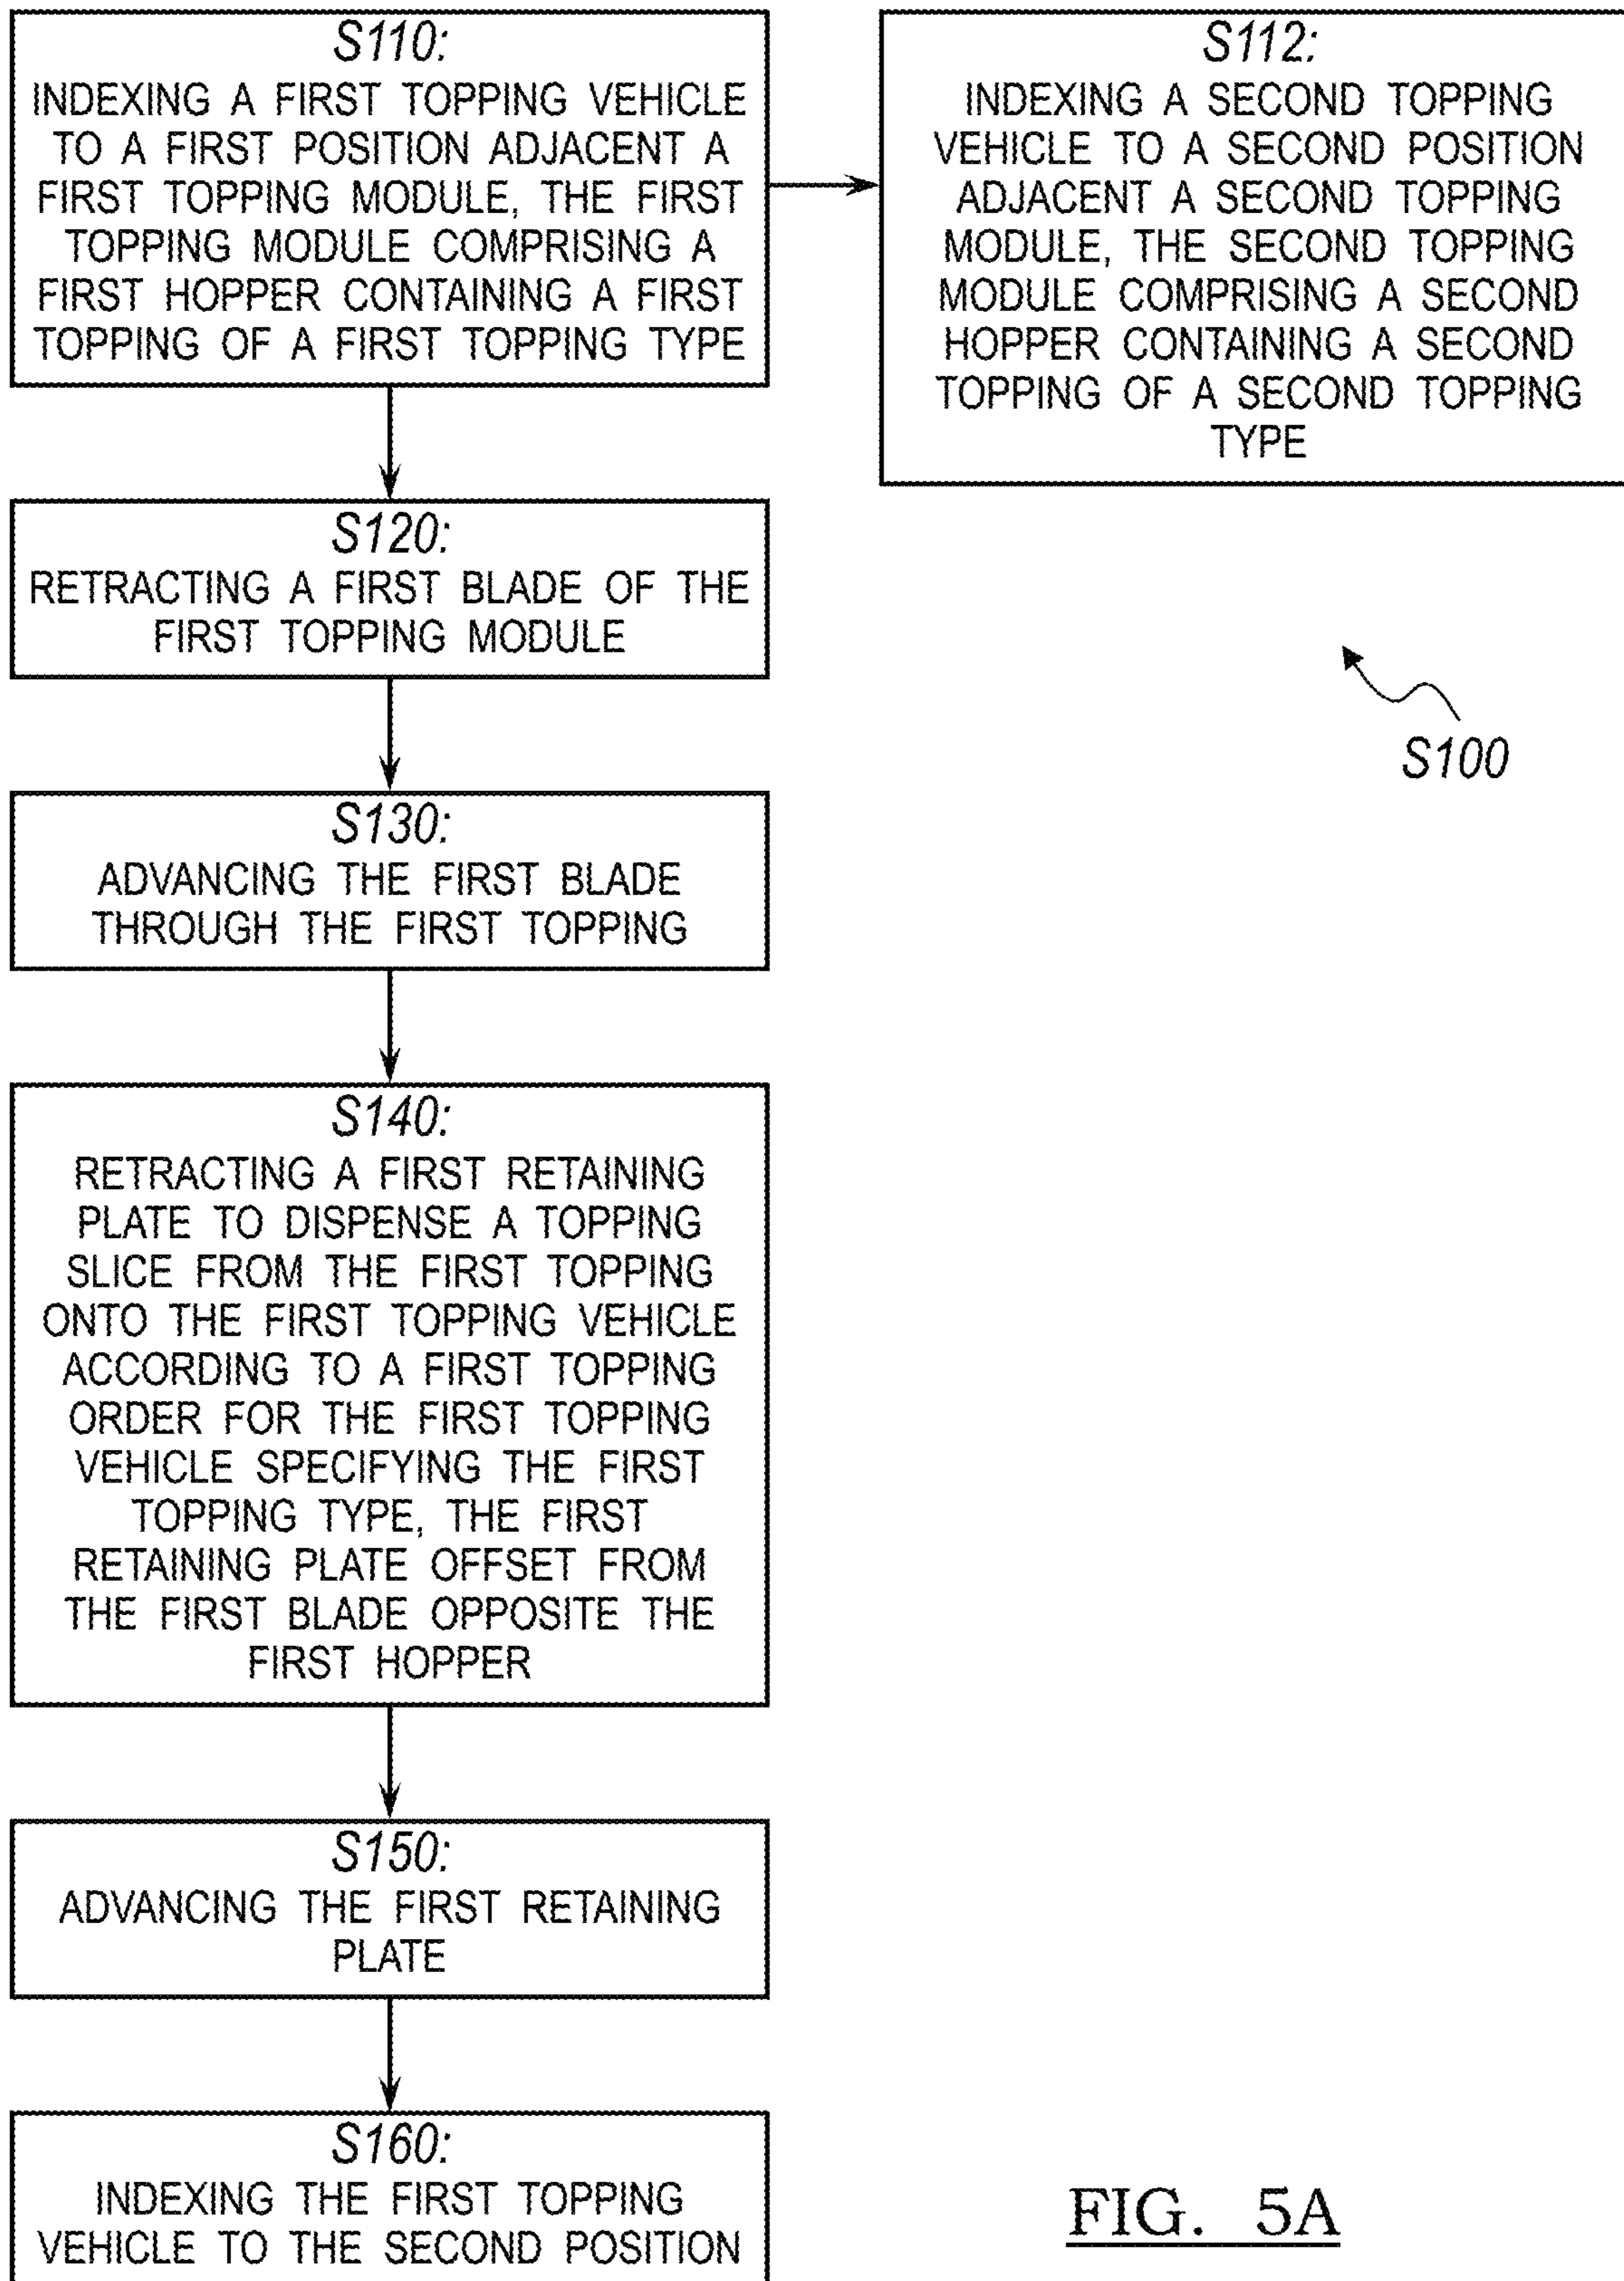 S110:
INDEXING A FIRST TOPPING VEHICLE
TO A FIRST POSITION ADJACENT A
FIRST TOPPING MODULE, THE FIRST
TOPPING MODULE COMPRISING A
FIRST HOPPER CONTAINING A FIRST
TOPPING OF A FIRST TOPPING TYPE
S112:
INDEXING A SECOND TOPPING
VEHICLE TO A SECOND POSITION
ADJACENT A SECOND TOPPING
MODULE, THE SECOND TOPPING
MODULE COMPRISING A SECOND
HOPPER CONTAINING A SECOND
TOPPING OF A SECOND TOPPING
TYPE
S120:
RETRACTING A FIRST BLADE OF THE
FIRST TOPPING MODULE
S100
S130:
ADVANCING THE FIRST BLADE
THROUGH THE FIRST TOPPING
S140:
RETRACTING A FIRST RETAINING
PLATE TO DISPENSE A TOPPING
SLICE FROM THE FIRST TOPPING
ONTO THE FIRST TOPPING VEHICLE
ACCORDING TO A FIRST TOPPING
ORDER FOR THE FIRST TOPPING
VEHICLE SPECIFYING THE FIRST
TOPPING TYPE, THE FIRST
RETAINING PLATE OFFSET FROM
THE FIRST BLADE OPPOSITE THE
FIRST HOPPER
S150:
ADVANCING THE FIRST RETAINING
PLATE
S160:
INDEXING THE FIRST TOPPING
VEHICLE TO THE SECOND POSITION
FIG. 5A